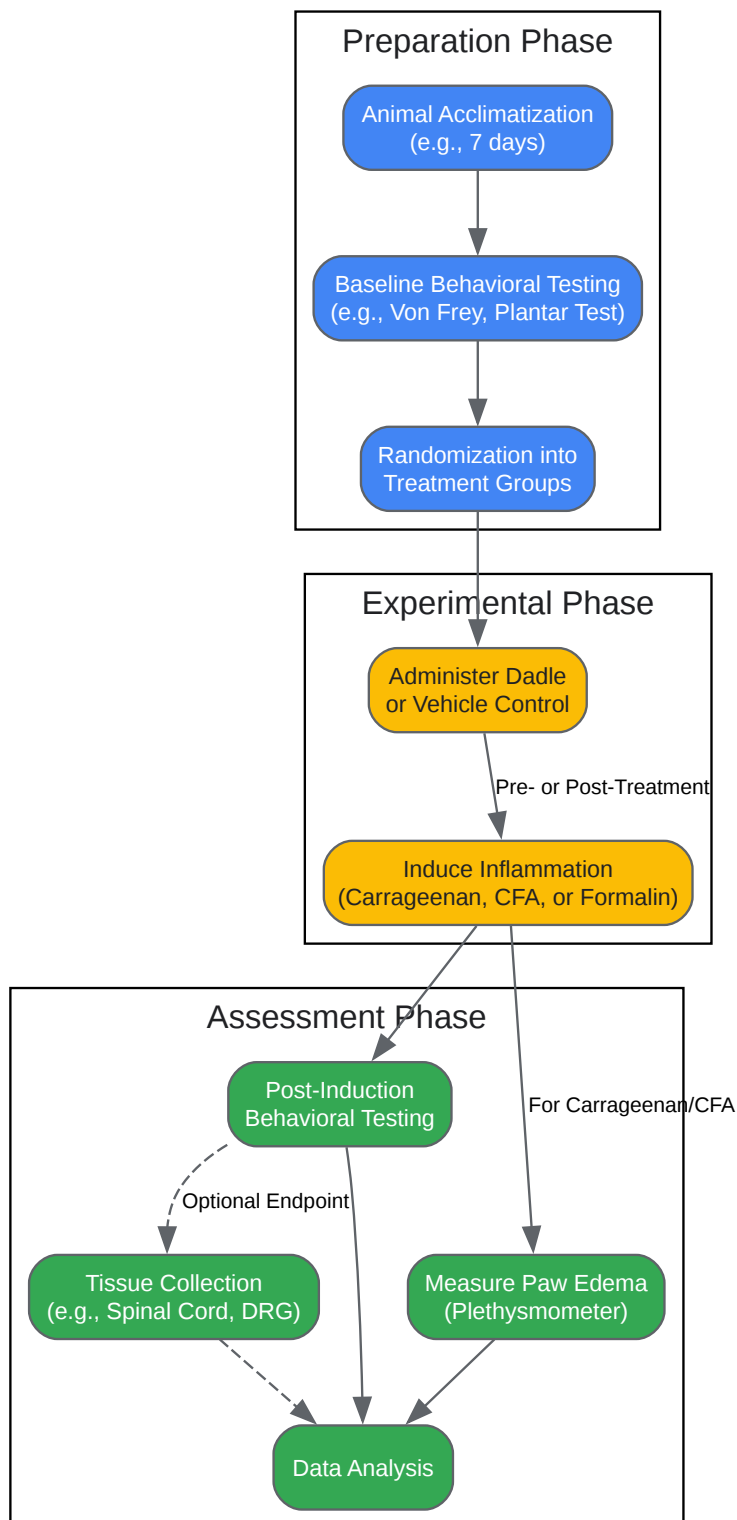 Preparation Phase
Animal Acclimatization
(e.g., 7 days)
Baseline Behavioral Testing
(e.g., Von Frey, Plantar Test)
Randomization into
Treatment Groups
Experimental Phase
Administer Dadle
or Vehicle Control
Pre- or Post-Treatment
Induce Inflammation
(Carrageenan, CFA, or Formalin)
Assessment Phase
Post-Induction
Behavioral Testing
For Carrageenan/CFA
Optional Endpoint
Tissue Collection
(e.g., Spinal Cord, DRG)
Measure Paw Edema
(Plethysmometer)
Data Analysis